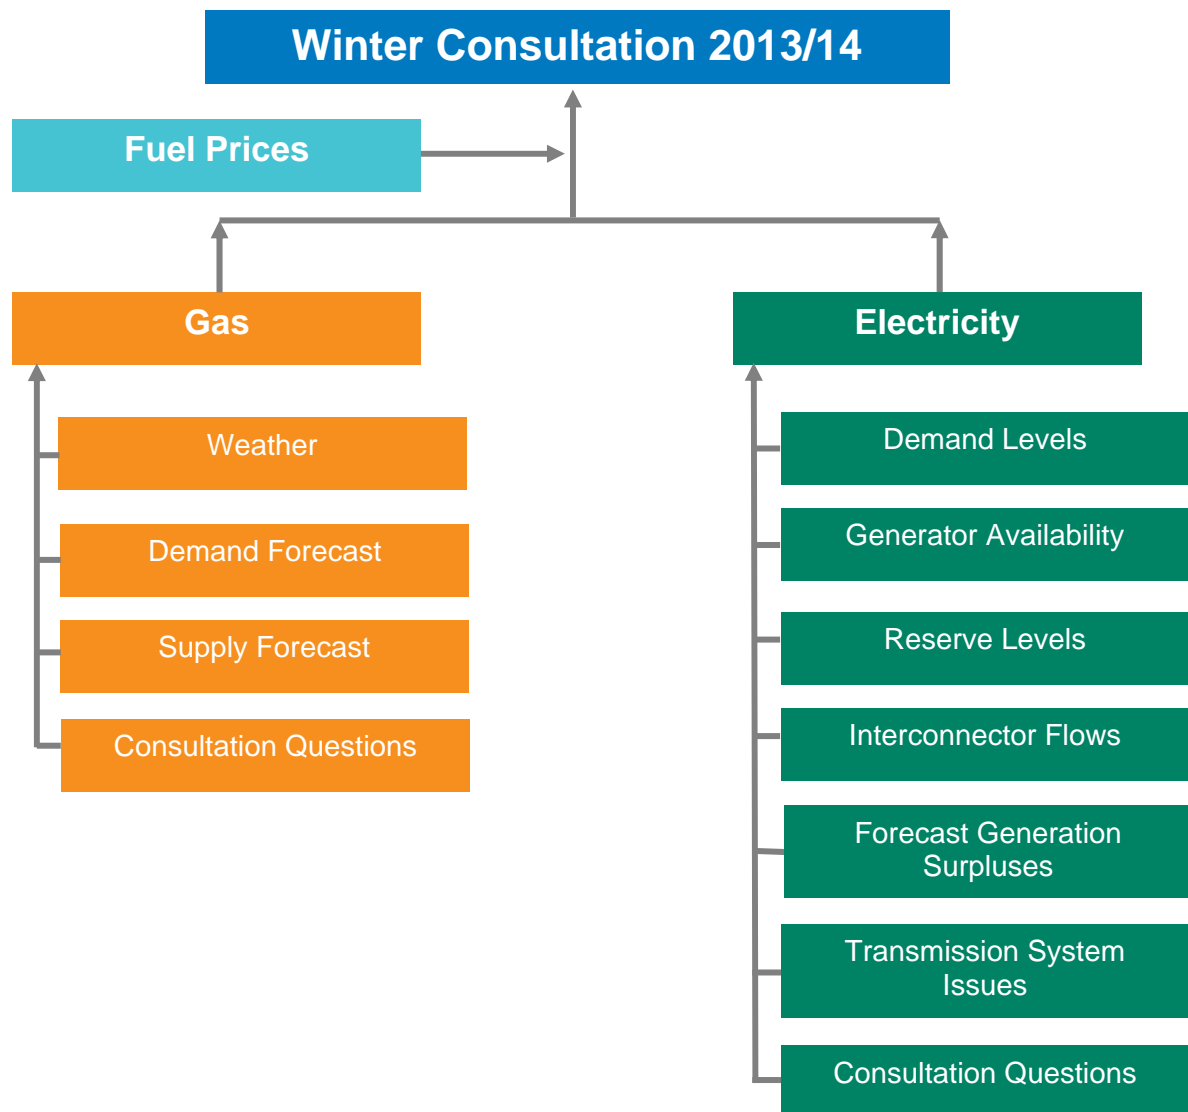 Winter Consultation 2013/14
Fuel Prices
Gas
Electricity
Weather
Demand Forecast
Supply Forecast
Consultation Questions
Demand Levels
Generator Availability
Reserve Levels
Interconnector Flows
Forecast Generation
Surpluses
Transmission System
Issues
Consultation Questions